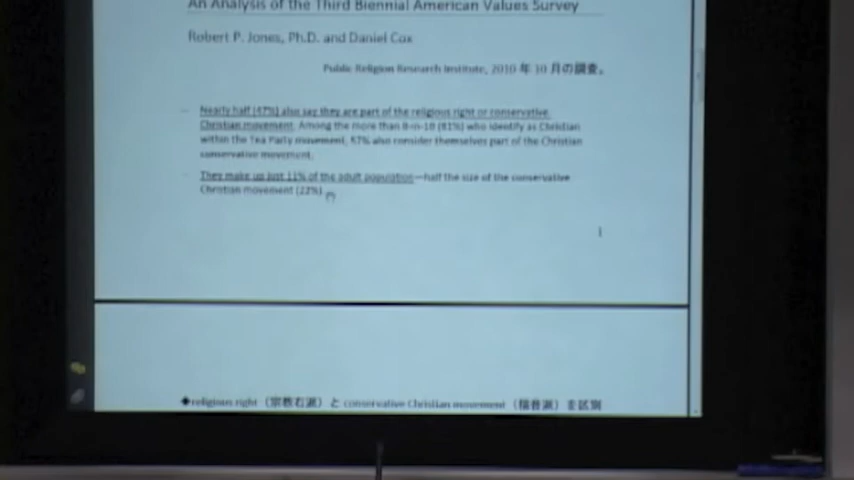 An Analysis of the Third Biennial American Values Survey
Robert P. Jones, Ph.D. and Daniel Cox
Public Religion Research Institute, 2010 年 10 月の調査。
Nearly half (47%) also say they are part of the religious right or conservative
Christian movement. Among the more than 8-in-10 (81%) who identify as Christian
within the Tea Party movement, 57% also consider themselves part of the Christian
conservative movement.
They make up just 11% of the adult population—half the size of the conservative
Christian movement (22%)
1
◆religious right（宗教右派）と conservative Christian movement（福音派）を区別